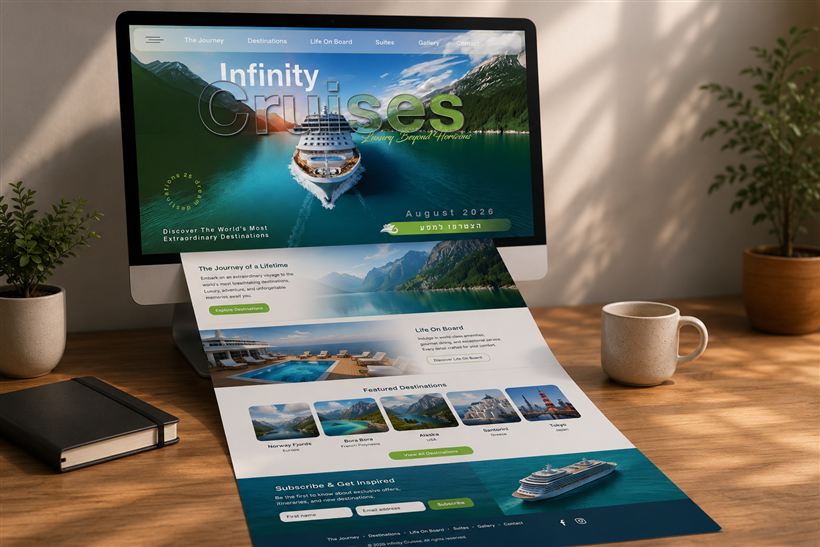 The Journey
Destinations
Life On Board
Suites
Gallery
Contact
Infinity
Cruises
Luxury Beyond Horizons
25 dream destinations
Discover The World's Most
Extraordinary Destinations
August 2026
הצטרפו למסע
The Journey of a Lifetime
Embark on an extraordinary voyage to the
world's most breathtaking destinations.
Luxury, adventure, and unforgettable
memories await you.
Explore Destinations
Life On Board
Indulge in world-class amenities,
gourmet dining, and exceptional service.
Every detail crafted for your comfort.
Discover Life On Board
Featured Destinations
Norway Fjords
Europe
Bora Bora
French Polynesia
Alaska
USA
Santorini
Greece
Tokyo
Japan
View All Destinations
Subscribe & Get Inspired
Be the first to know about exclusive offers,
itineraries, and new destinations.
First name
Email address
Subscribe
The Journey - Destinations - Life On Board - Suites - Gallery - Contact
© 2025 Infinity Cruises. All rights reserved.